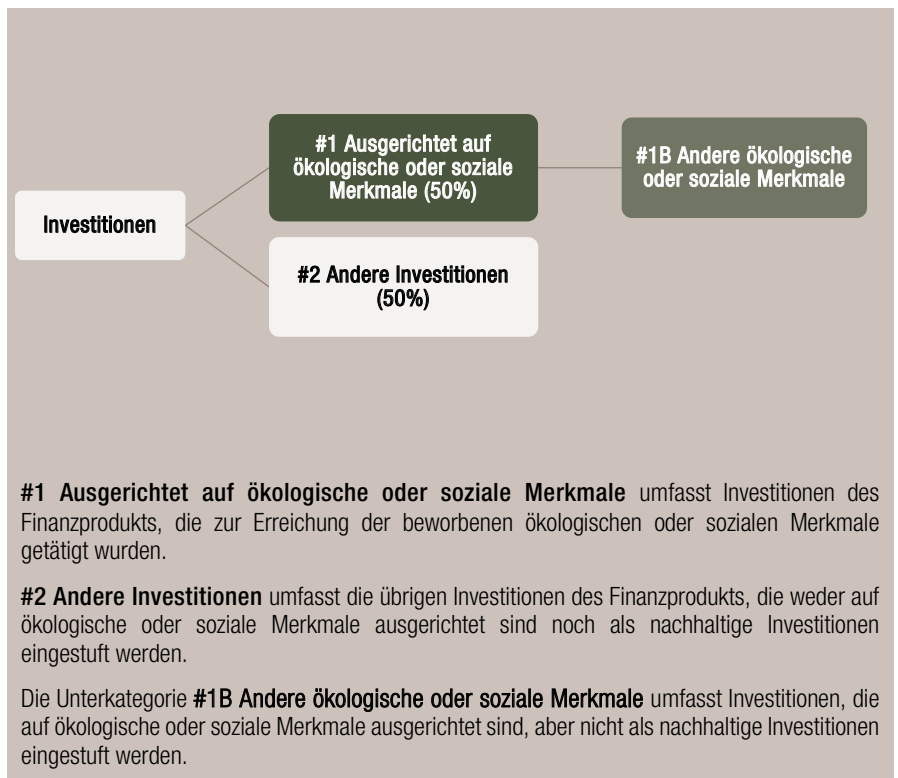 #1 Ausgerichtet auf
ökologische oder soziale
Merkmale (50%)
#1B Andere ökologische
oder soziale Merkmale
Investitionen
#2 Andere Investitionen
(50%)
#1 Ausgerichtet auf ökologische oder soziale Merkmale umfasst Investitionen des
Finanzprodukts, die zur Erreichung der beworbenen ökologischen oder sozialen Merkmale
getätigt wurden.
#2 Andere Investitionen umfasst die übrigen Investitionen des Finanzprodukts, die weder auf
ökologische oder soziale Merkmale ausgerichtet sind noch als nachhaltige Investitionen
eingestuft werden.
Die Unterkategorie #1B Andere ökologische oder soziale Merkmale umfasst Investitionen, die
auf ökologische oder soziale Merkmale ausgerichtet sind, aber nicht als nachhaltige Investitionen
eingestuft werden.